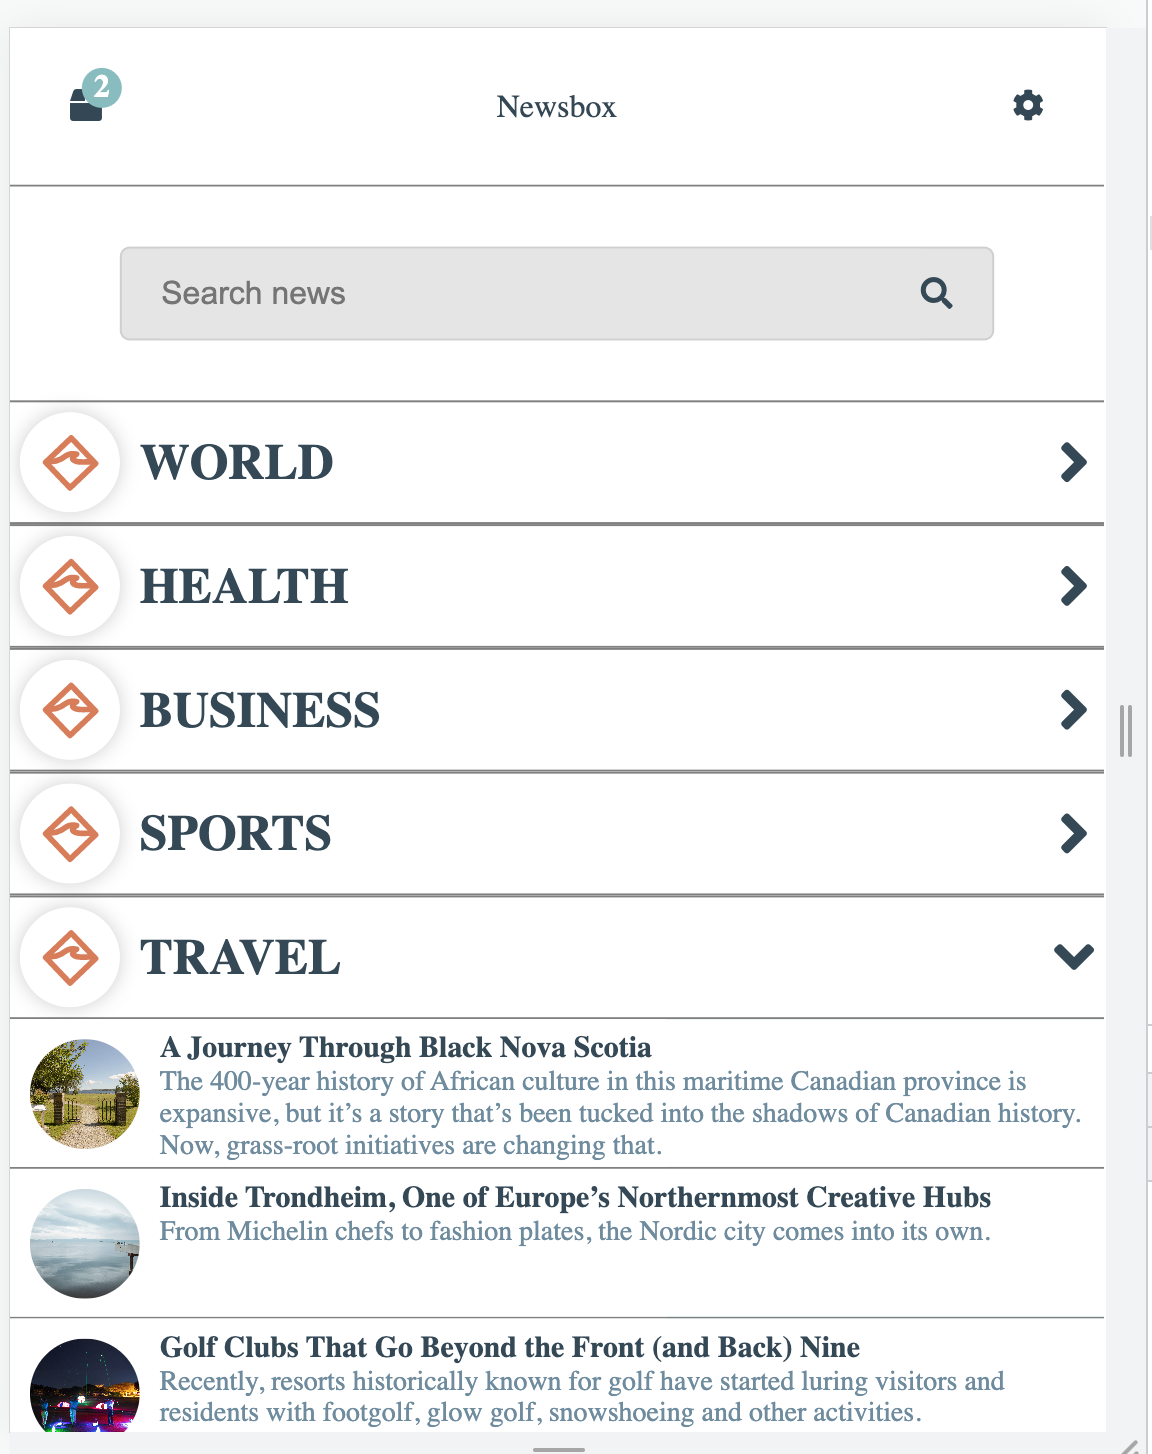 2
Newsbox
Search news
WORLD
HEALTH
BUSINESS
SPORTS
TRAVEL
A Journey Through Black Nova Scotia
The 400-year history of African culture in this maritime Canadian province is
expansive, but it’s a story that’s been tucked into the shadows of Canadian history.
Now, grass-root initiatives are changing that.
Inside Trondheim, One of Europe’s Northernmost Creative Hubs
From Michelin chefs to fashion plates, the Nordic city comes into its own.
Golf Clubs That Go Beyond the Front (and Back) Nine
Recently, resorts historically known for golf have started luring visitors and
residents with footgolf, glow golf, snowshoeing and other activities.